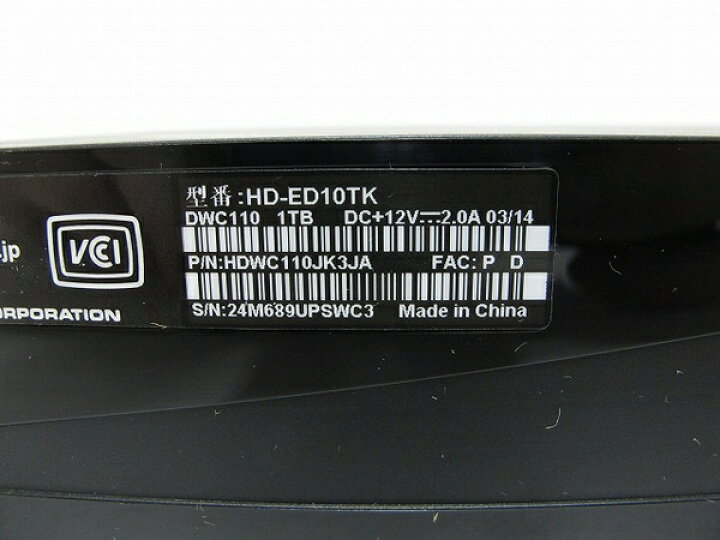 型番:HD-ED10TK
DWC110 1TB DC+12V⎓2.0A 03/14
P/N:HDWC110JK3JA FAC: P D
S/N:24M689UPSWC3 Made in China
.jp
VCI
ORPORATION